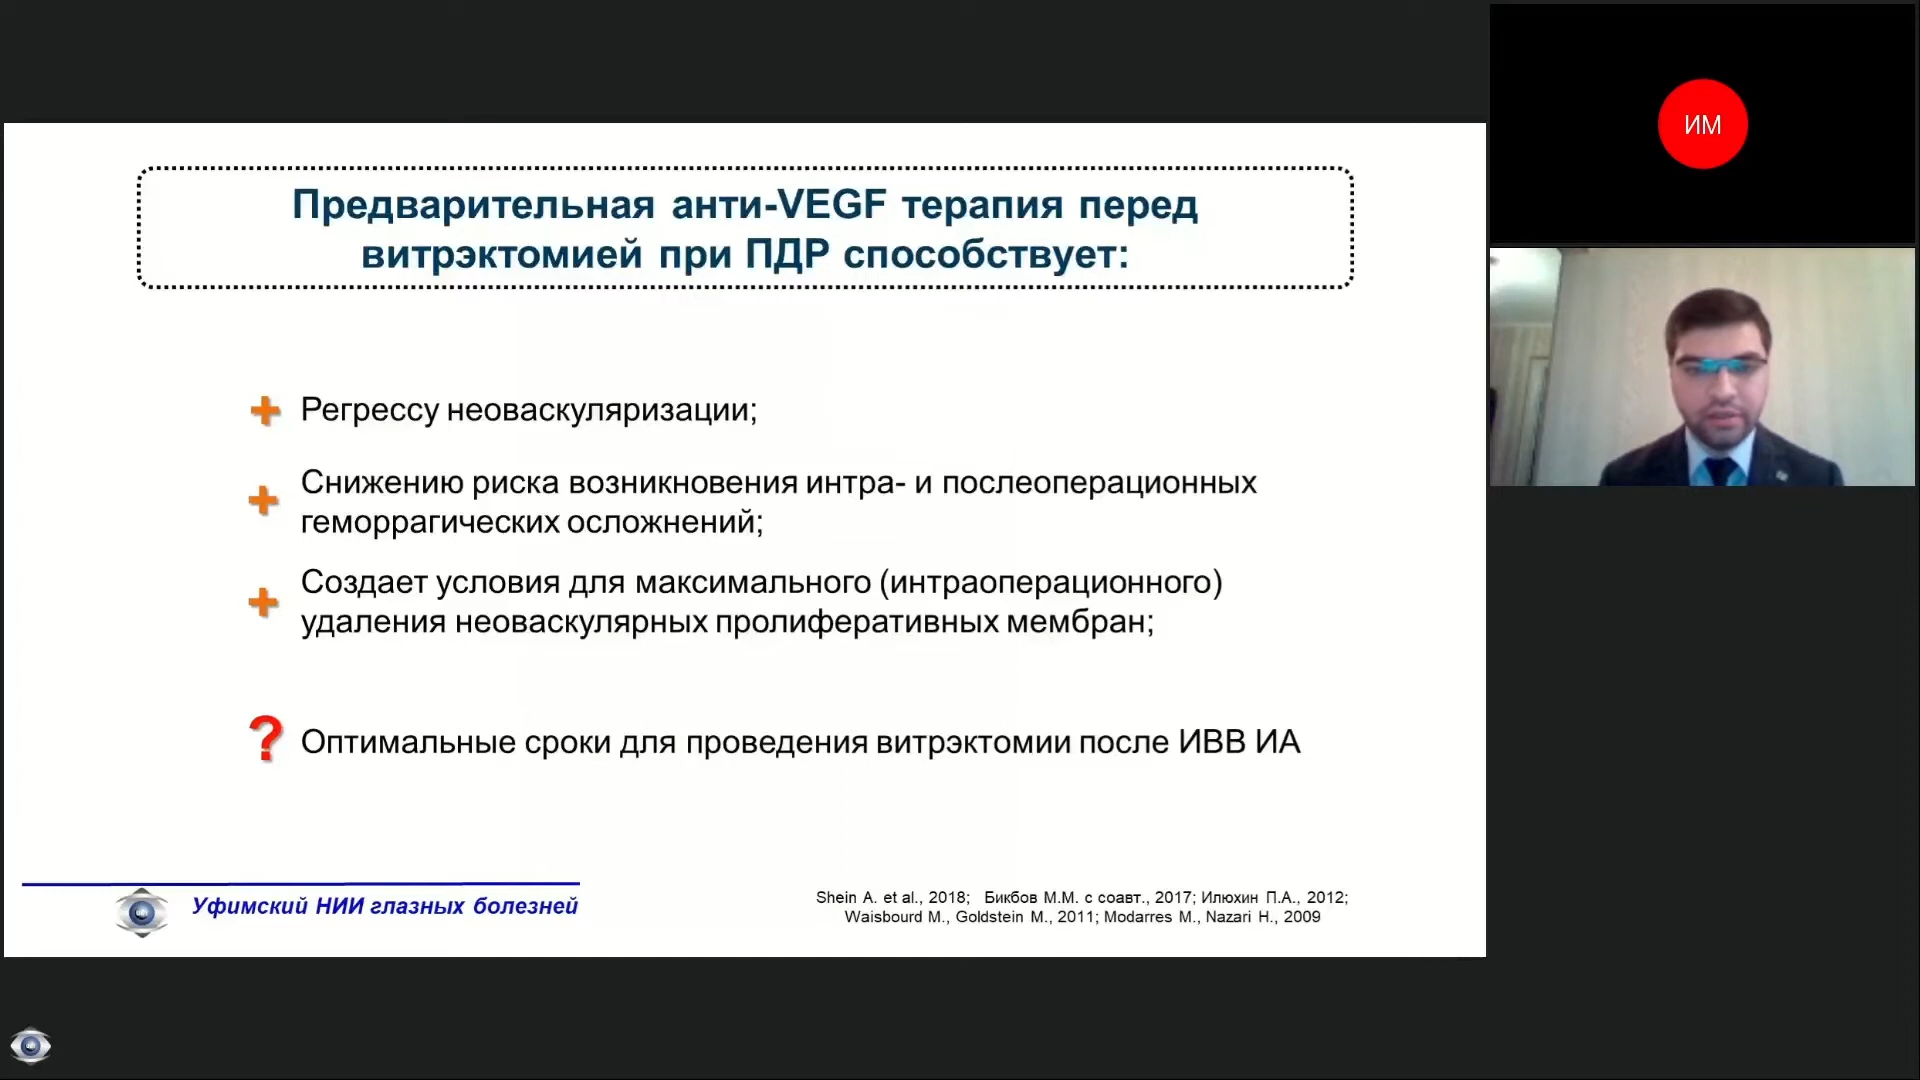 Предварительная анти-VEGF терапия перед
витрэктомией при ПДР способствует:
Регрессу неоваскуляризации;
Снижению риска возникновения интра- и послеоперационных
геморрагических осложнений;
Создает условия для максимального (интраоперационного)
удаления неоваскулярных пролиферативных мембран;
? Оптимальные сроки для проведения витрэктомии после ИВВ ИА
Уфимский НИИ глазных болезней
Shein A. et al., 2018; Бикбов М.М. с соавт., 2017; Илюхин П.А., 2012;
Waisbourd M., Goldstein M., 2011; Modarres M., Nazari H., 2009
ИМ